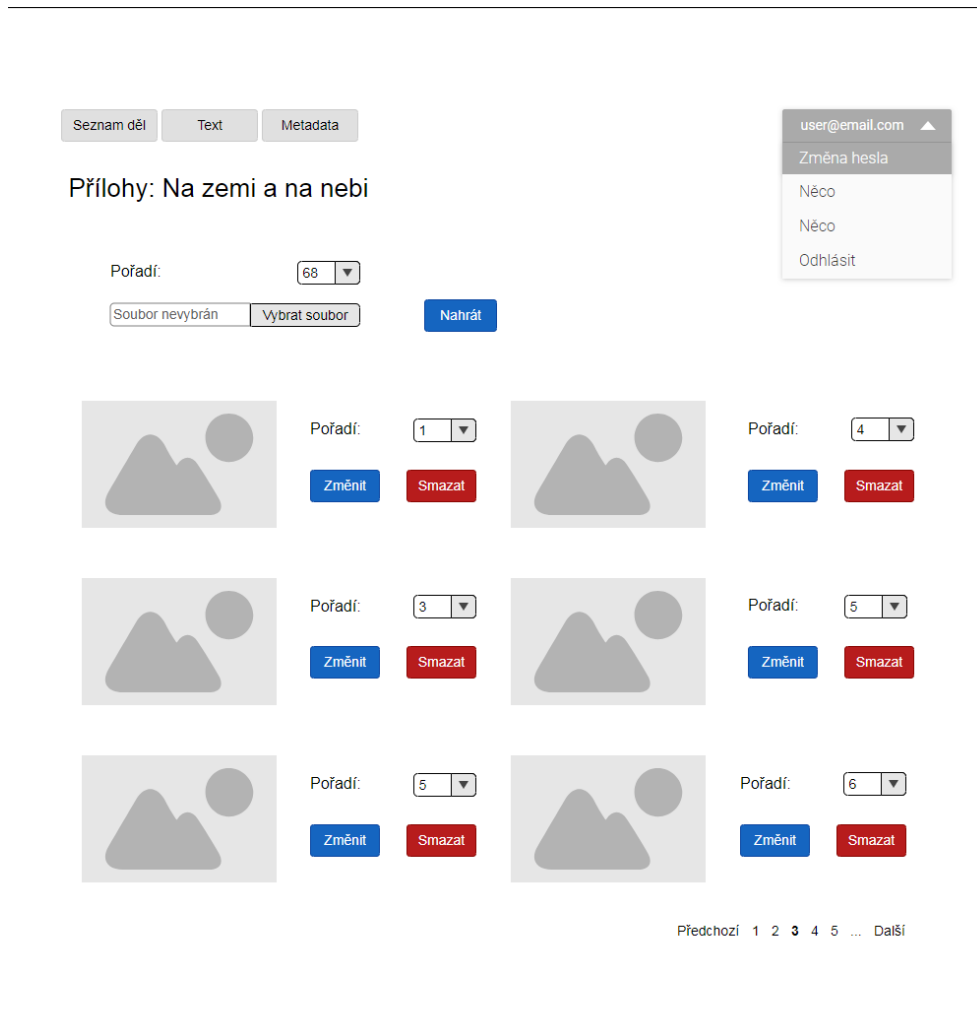 Seznam děl Text Metadata
user@email.com
Změna hesla
Něco
Něco
Odhlásit
Přílohy: Na zemi a na nebi
Pořadí: 68
Soubor nevybrán Vybrat soubor Nahrát
Pořadí: 1
Změnit Smazat
Pořadí: 4
Změnit Smazat
Pořadí: 3
Změnit Smazat
Pořadí: 5
Změnit Smazat
Pořadí: 5
Změnit Smazat
Pořadí: 6
Změnit Smazat
Předchozí 1 2 3 4 5 ... Další